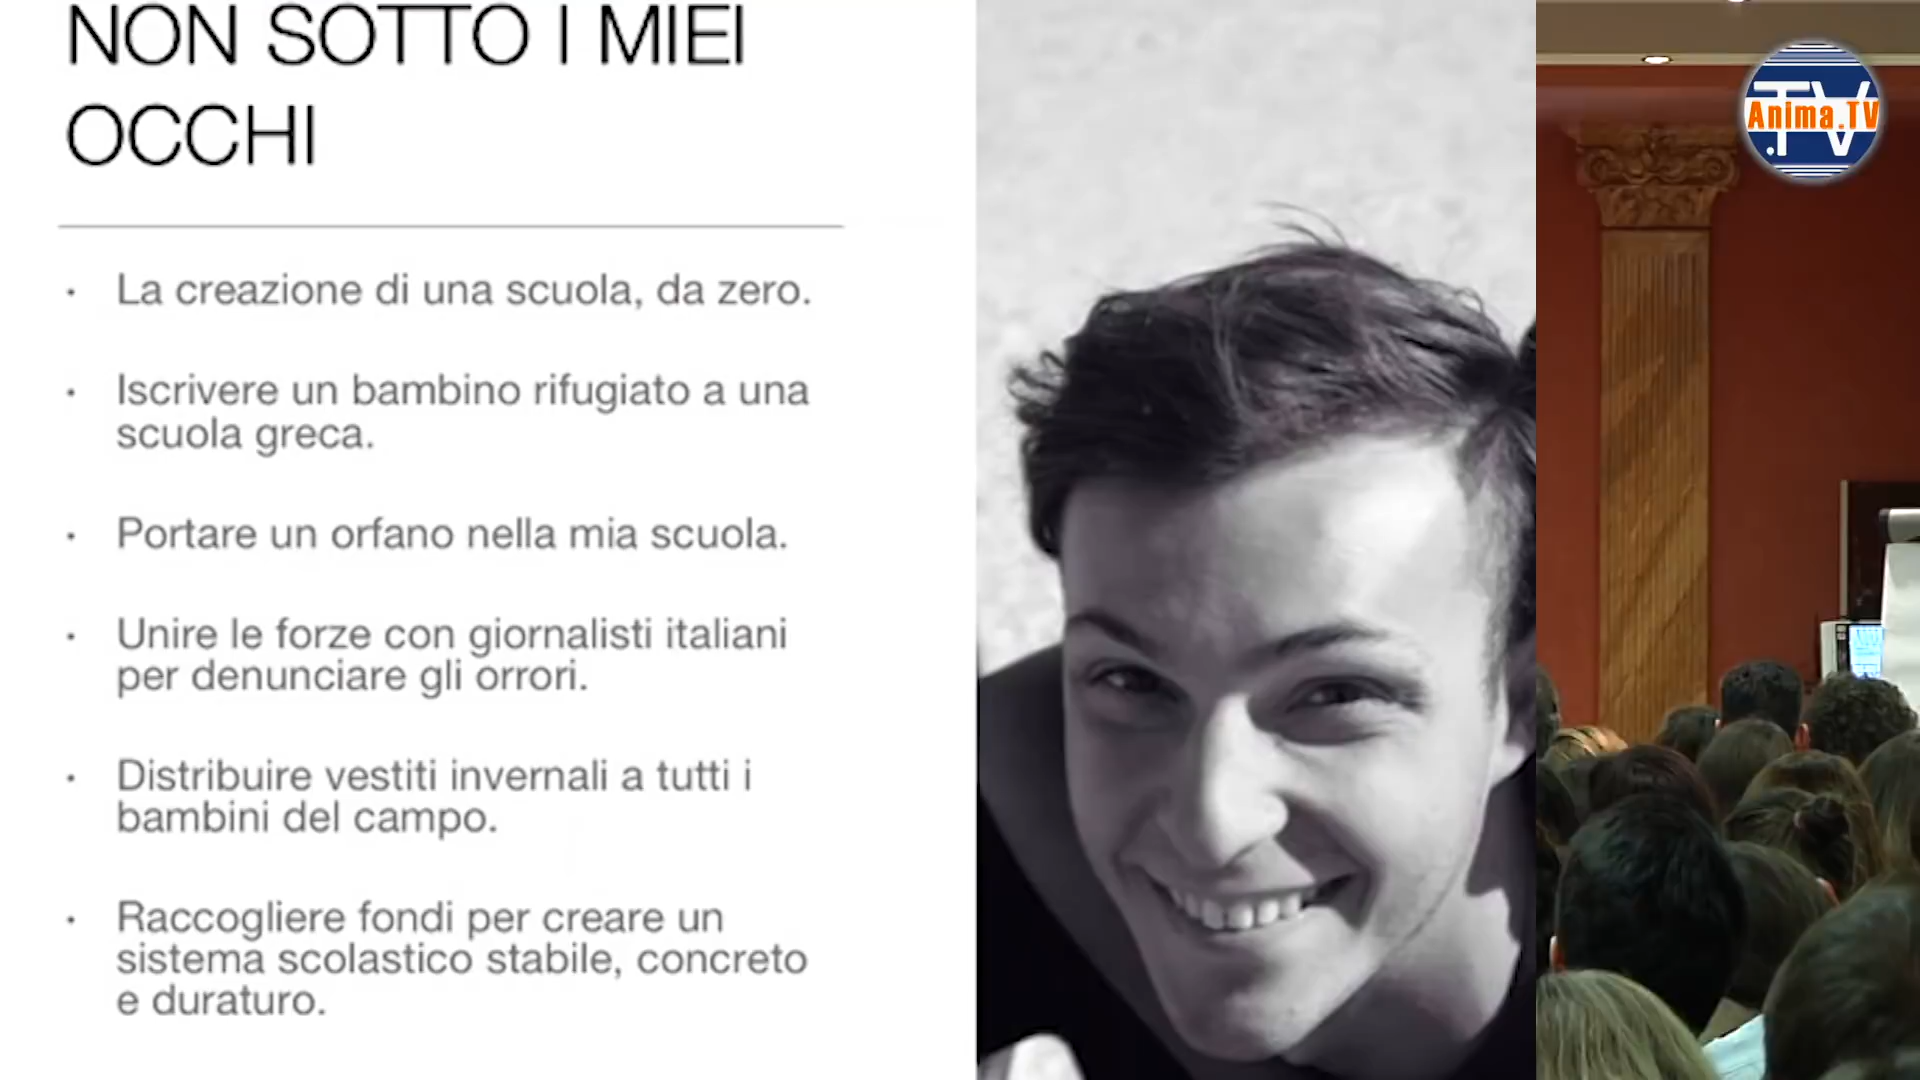 NON SOTTO I MIEI
OCCHI
• La creazione di una scuola, da zero.
• Iscrivere un bambino rifugiato a una
scuola greca.
• Portare un orfano nella mia scuola.
• Unire le forze con giornalisti italiani
per denunciare gli orrori.
• Distribuire vestiti invernali a tutti i
bambini del campo.
• Raccogliere fondi per creare un
sistema scolastico stabile, concreto
e duraturo.
.TV
Anima.TV